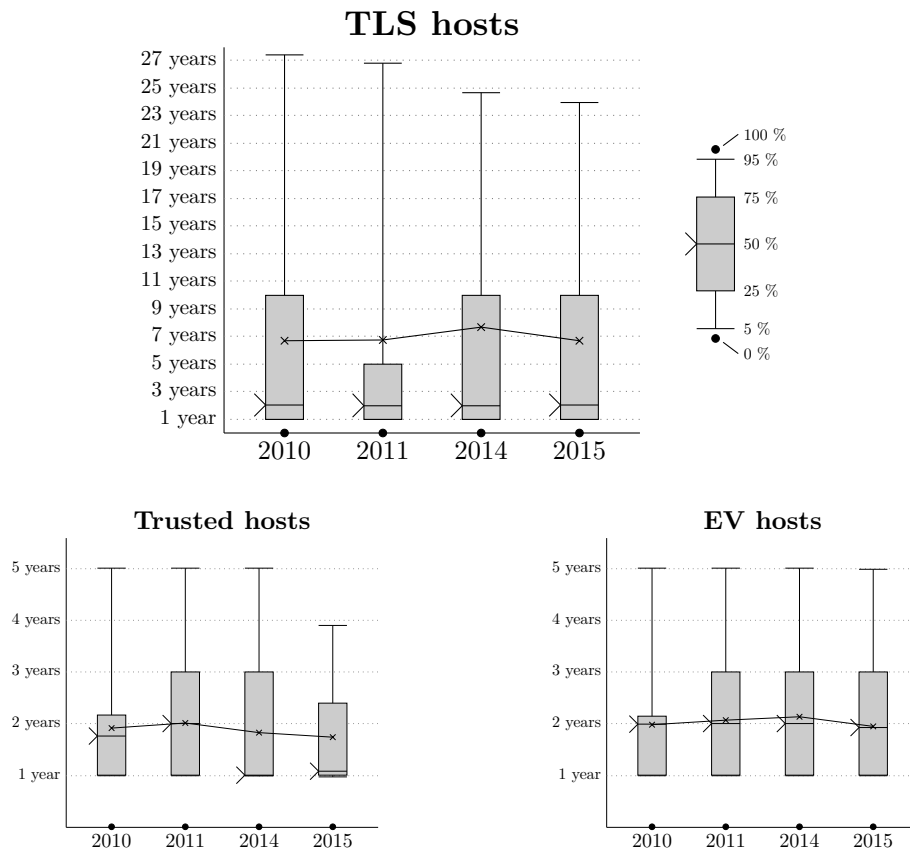 TLS hosts
27 years
25 years
23 years
21 years
19 years
17 years
15 years
13 years
11 years
9 years
7 years
5 years
3 years
1 year
2010 2011 2014 2015
100 %
95 %
75 %
50 %
25 %
5 %
0 %
Trusted hosts
5 years
4 years
3 years
2 years
1 year
2010 2011 2014 2015
EV hosts
5 years
4 years
3 years
2 years
1 year
2010 2011 2014 2015